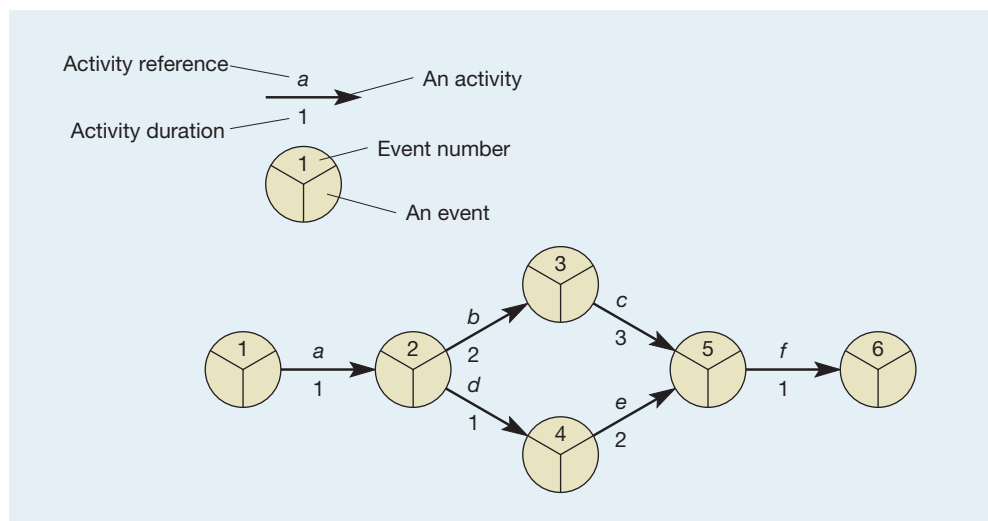 Activity reference
a
An activity
1
Activity duration
1
Event number
An event
3
b
c
2
3
1
a
1
2
5
f
1
6
d
1
e
2
4